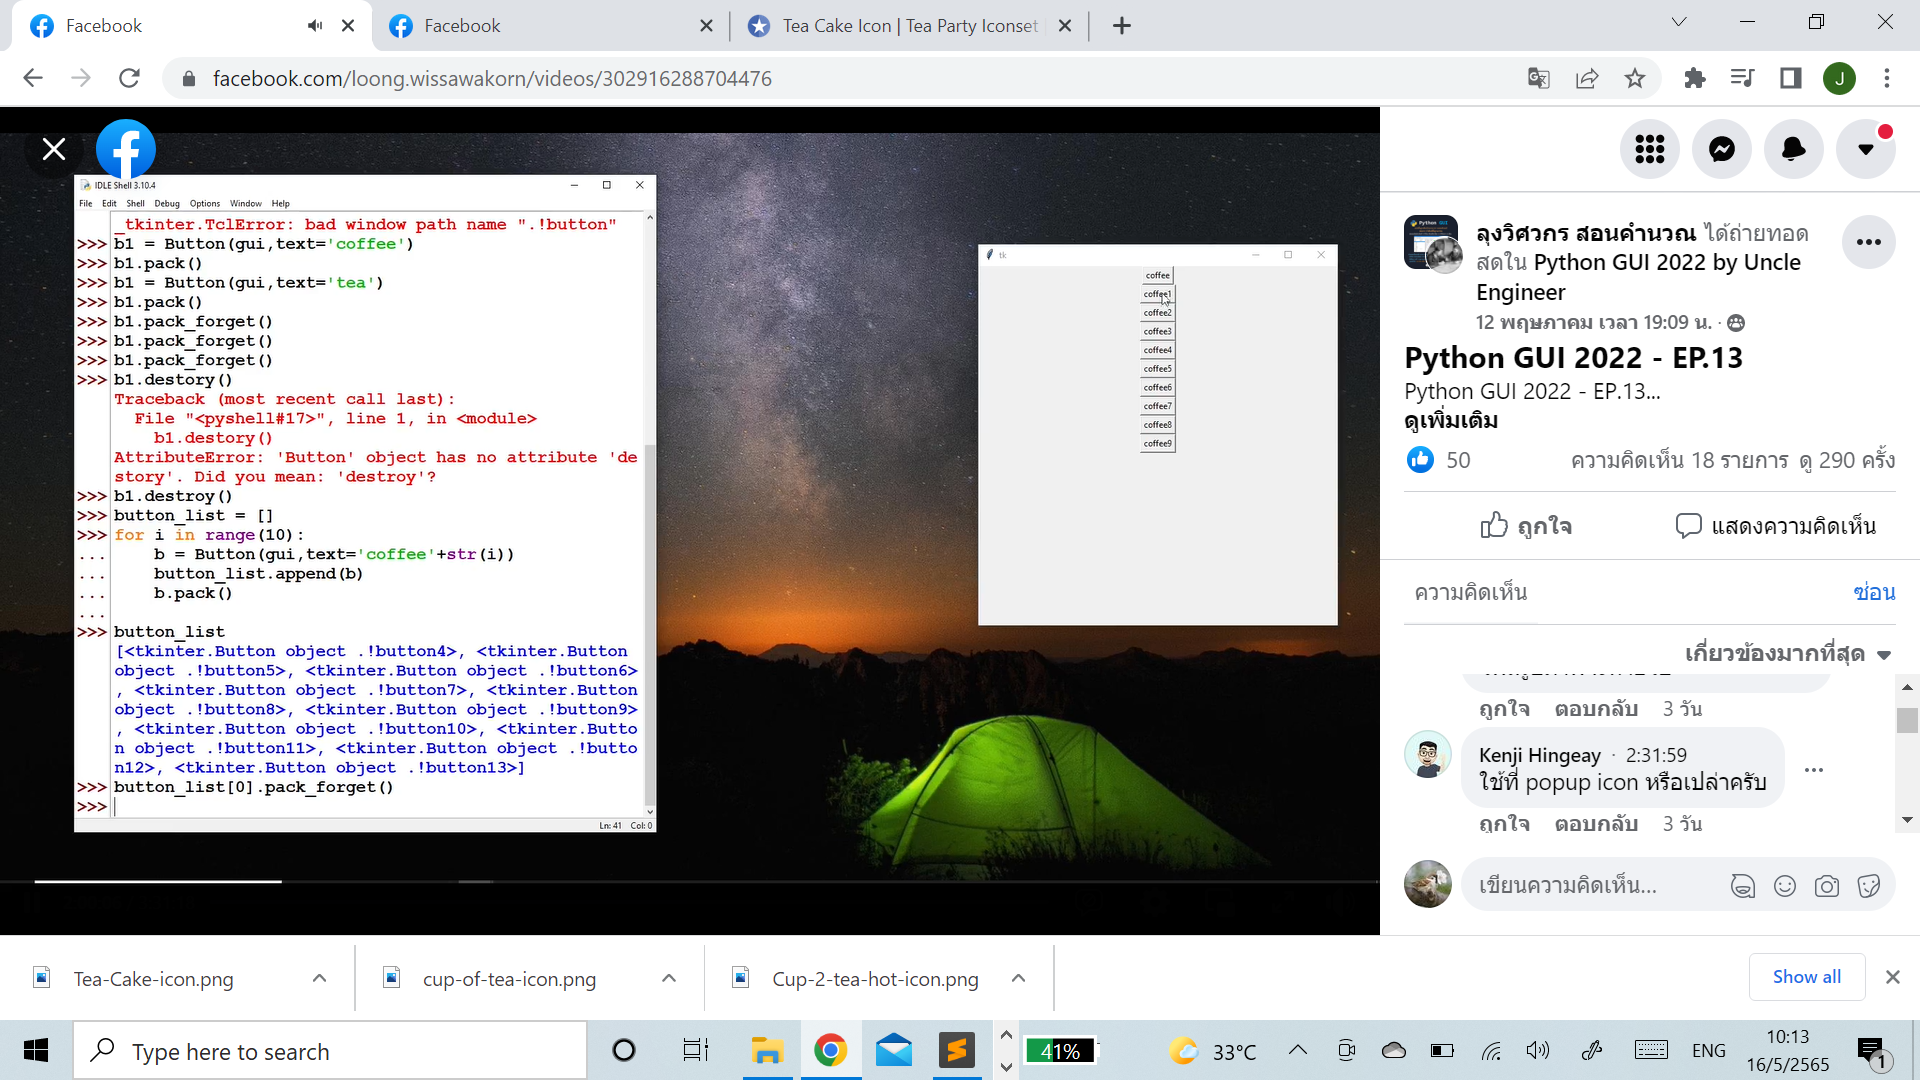 Facebook
Facebook
Tea Cake Icon | Tea Party Iconset
facebook.com/loong.wissawakorn/videos/302916288704476
J
IDLE Shell 3.10.4
File Edit Shell Debug Options Window Help
_tkinter.TclError: bad window path name ".!button"
>>> b1 = Button(gui,text='coffee')
>>> b1.pack()
>>> b1 = Button(gui,text='tea')
>>> b1.pack()
>>> b1.pack_forget()
>>> b1.pack_forget()
>>> b1.pack_forget()
>>> b1.destory()
Traceback (most recent call last):
File "<pyshell#17>", line 1, in <module>
b1.destory()
AttributeError: 'Button' object has no attribute 'de
story'. Did you mean: 'destroy'?
>>> b1.destroy()
>>> button_list = []
>>> for i in range(10):
... b = Button(gui,text='coffee'+str(i))
... button_list.append(b)
... b.pack()
...
>>> button_list
[<tkinter.Button object .!button4>, <tkinter.Button
object .!button5>, <tkinter.Button object .!button6>
, <tkinter.Button object .!button7>, <tkinter.Button
object .!button8>, <tkinter.Button object .!button9>
, <tkinter.Button object .!button10>, <tkinter.Butto
n object .!button11>, <tkinter.Button object .!butto
n12>, <tkinter.Button object .!button13>]
>>> button_list[0].pack_forget()
>>>
Ln: 41 Col: 0
tk
coffee
coffee1
coffee2
coffee3
coffee4
coffee5
coffee6
coffee7
coffee8
coffee9
ลุงวิศวกร สอนคำนวณ ได้ถ่ายทอด
สดใน Python GUI 2022 by Uncle
Engineer
12 พฤษภาคม เวลา 19:09 น. ·
Python GUI 2022 - EP.13
Python GUI 2022 - EP.13...
ดูเพิ่มเติม
50 ความคิดเห็น 18 รายการ ดู 290 ครั้ง
ถูกใจ แสดงความคิดเห็น
ความคิดเห็น ซ่อน
เกี่ยวข้องมากที่สุด
ถูกใจ ตอบกลับ 3 วัน
Kenji Hingeay · 2:31:59
ใช้ที่ popup icon หรือเปล่าครับ
ถูกใจ ตอบกลับ 3 วัน
เขียนความคิดเห็น...
Tea-Cake-icon.png
cup-of-tea-icon.png
Cup-2-tea-hot-icon.png
Show all
Type here to search
41%
33°C
ENG
10:13
16/5/2565
1